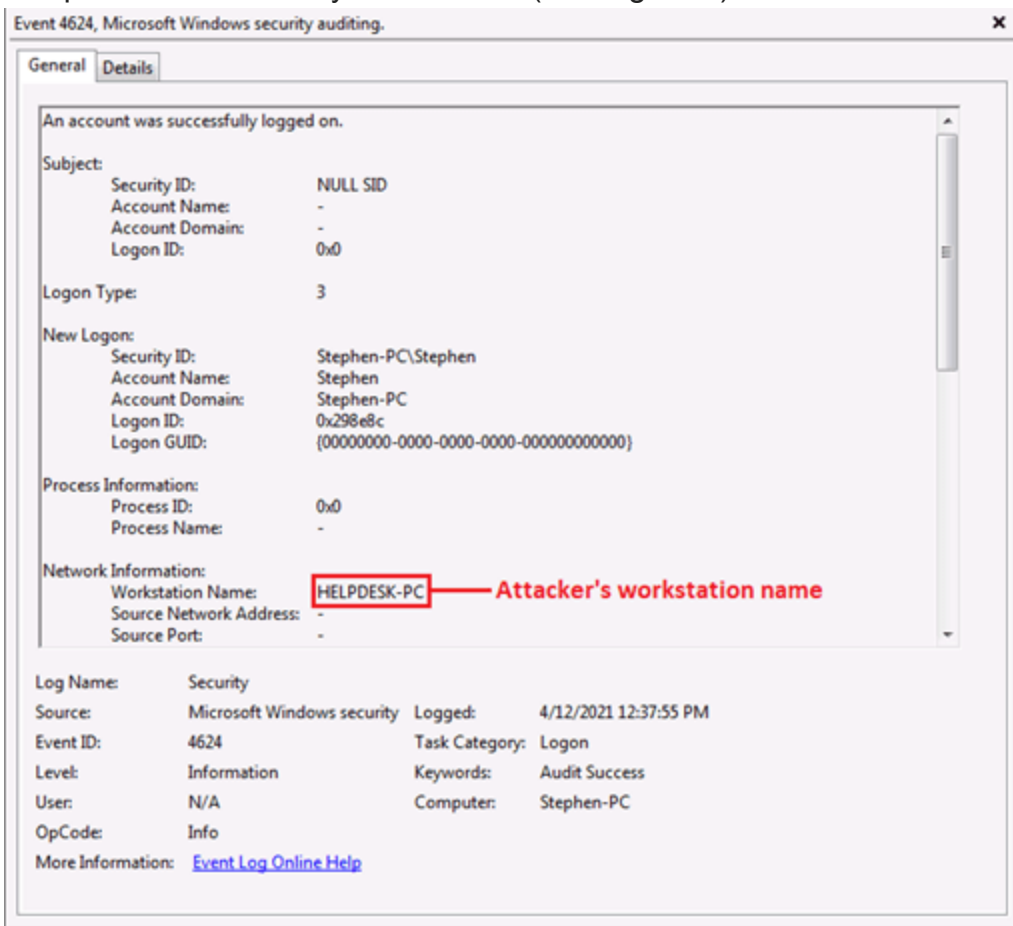 Event 4624, Microsoft Windows security auditing.
General Details
An account was successfully logged on.
Subject:
Security ID: NULL SID
Account Name: -
Account Domain: -
Logon ID: 0x0
Logon Type: 3
New Logon:
Security ID: Stephen-PC\Stephen
Account Name: Stephen
Account Domain: Stephen-PC
Logon ID: 0x298e8c
Logon GUID: {00000000-0000-0000-0000-000000000000}
Process Information:
Process ID: 0x0
Process Name: -
Network Information:
Workstation Name: HELPDESK-PC Attacker's workstation name
Source Network Address: -
Source Port: -
Log Name: Security
Source: Microsoft Windows security Logged: 4/12/2021 12:37:55 PM
Event ID: 4624 Task Category: Logon
Level: Information Keywords: Audit Success
User: N/A Computer: Stephen-PC
OpCode: Info
More Information: Event Log Online Help